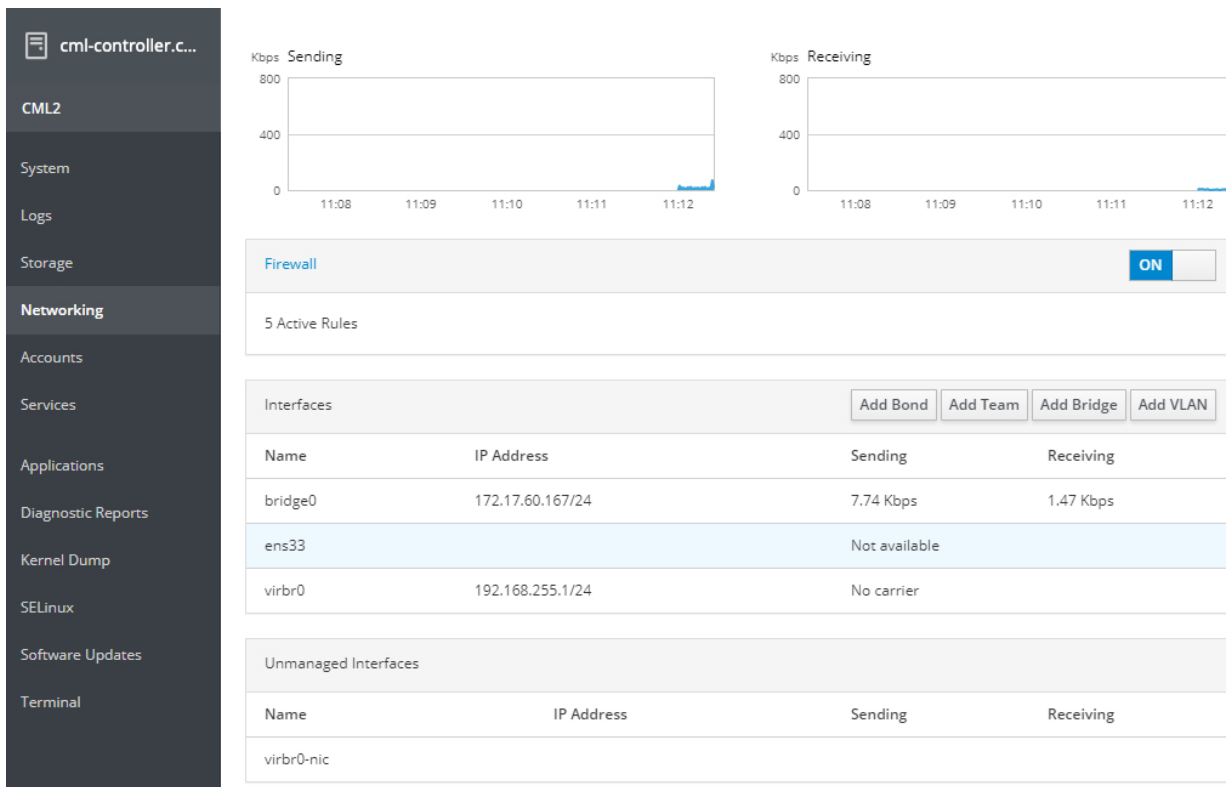 cml-controller.c...
CML2
System
Logs
Storage
Networking
Accounts
Services
Applications
Diagnostic Reports
Kernel Dump
SELinux
Software Updates
Terminal
Kbps Sending
800
400
0
11:08 11:09 11:10 11:11 11:12
Kbps Receiving
800
400
0
11:08 11:09 11:10 11:11 11:12
Firewall ON
5 Active Rules
Interfaces Add Bond Add Team Add Bridge Add VLAN
Name IP Address Sending Receiving
bridge0 172.17.60.167/24 7.74 Kbps 1.47 Kbps
ens33 Not available
virbr0 192.168.255.1/24 No carrier
Unmanaged Interfaces
Name IP Address Sending Receiving
virbr0-nic